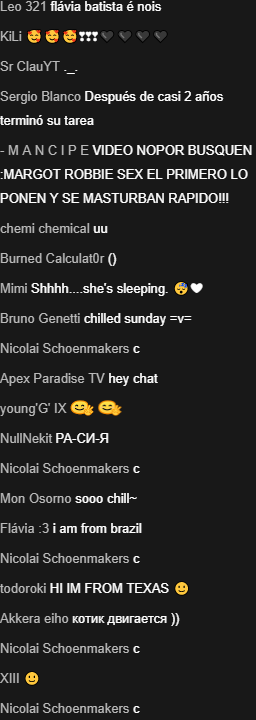 Leo 321 flávia batista é nois
KiLi 🥰🥰🥰❣❣❣🖤🖤🖤🖤
Sr ClauYT ._.
Sergio Blanco Después de casi 2 años
terminó su tarea
- M A N C I P E VIDEO NOPOR BUSQUEN
:MARGOT ROBBIE SEX EL PRIMERO LO
PONEN Y SE MASTURBAN RAPIDO!!!
chemi chemical uu
Burned Calculat0r ()
Mimi Shhhh....she's sleeping. 😴🤍
Bruno Genetti chilled sunday =v=
Nicolai Schoenmakers c
Apex Paradise TV hey chat
young'G' IX
NullNekit РА-СИ-Я
Nicolai Schoenmakers c
Mon Osorno sooo chill~
Flávia :3 i am from brazil
Nicolai Schoenmakers c
todoroki HI IM FROM TEXAS 🙂
Akkera eiho котик двигается ))
Nicolai Schoenmakers c
XIII 🙂
Nicolai Schoenmakers c